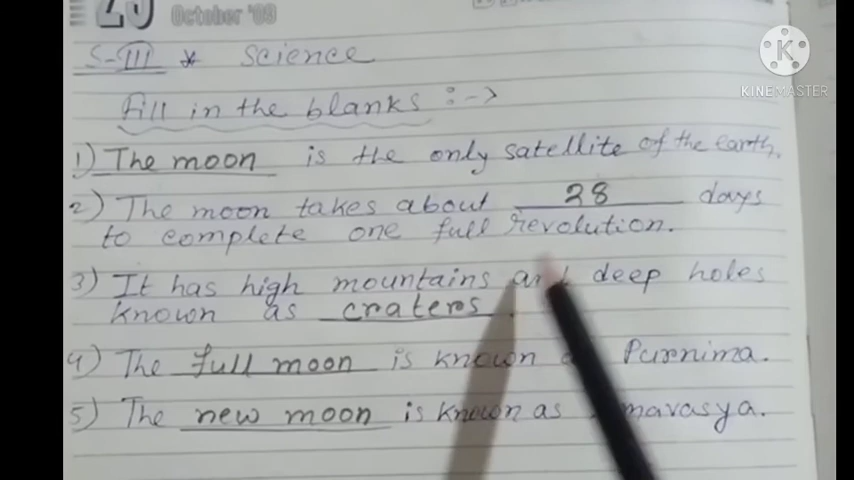 October '09
S-III * Science
KINEMASTER
Fill in the blanks :->
1) The moon is the only satellite of the earth.
2) The moon takes about 28 days
to complete one full revolution.
3) It has high mountains and deep holes
known as craters.
4) The full moon is known Purnima.
5) The new moon is known as Amavasya.